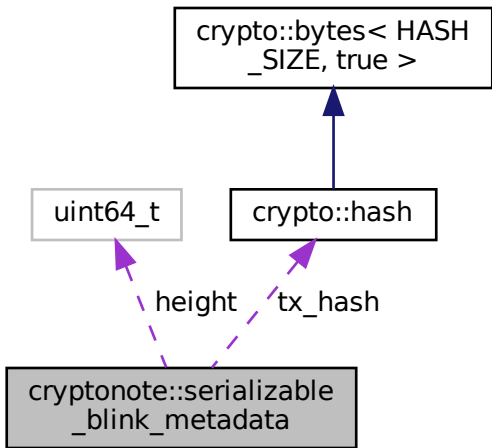 crypto::bytes< HASH
_SIZE, true >
uint64_t
crypto::hash
height
tx_hash
cryptonote::serializable
_blink_metadata